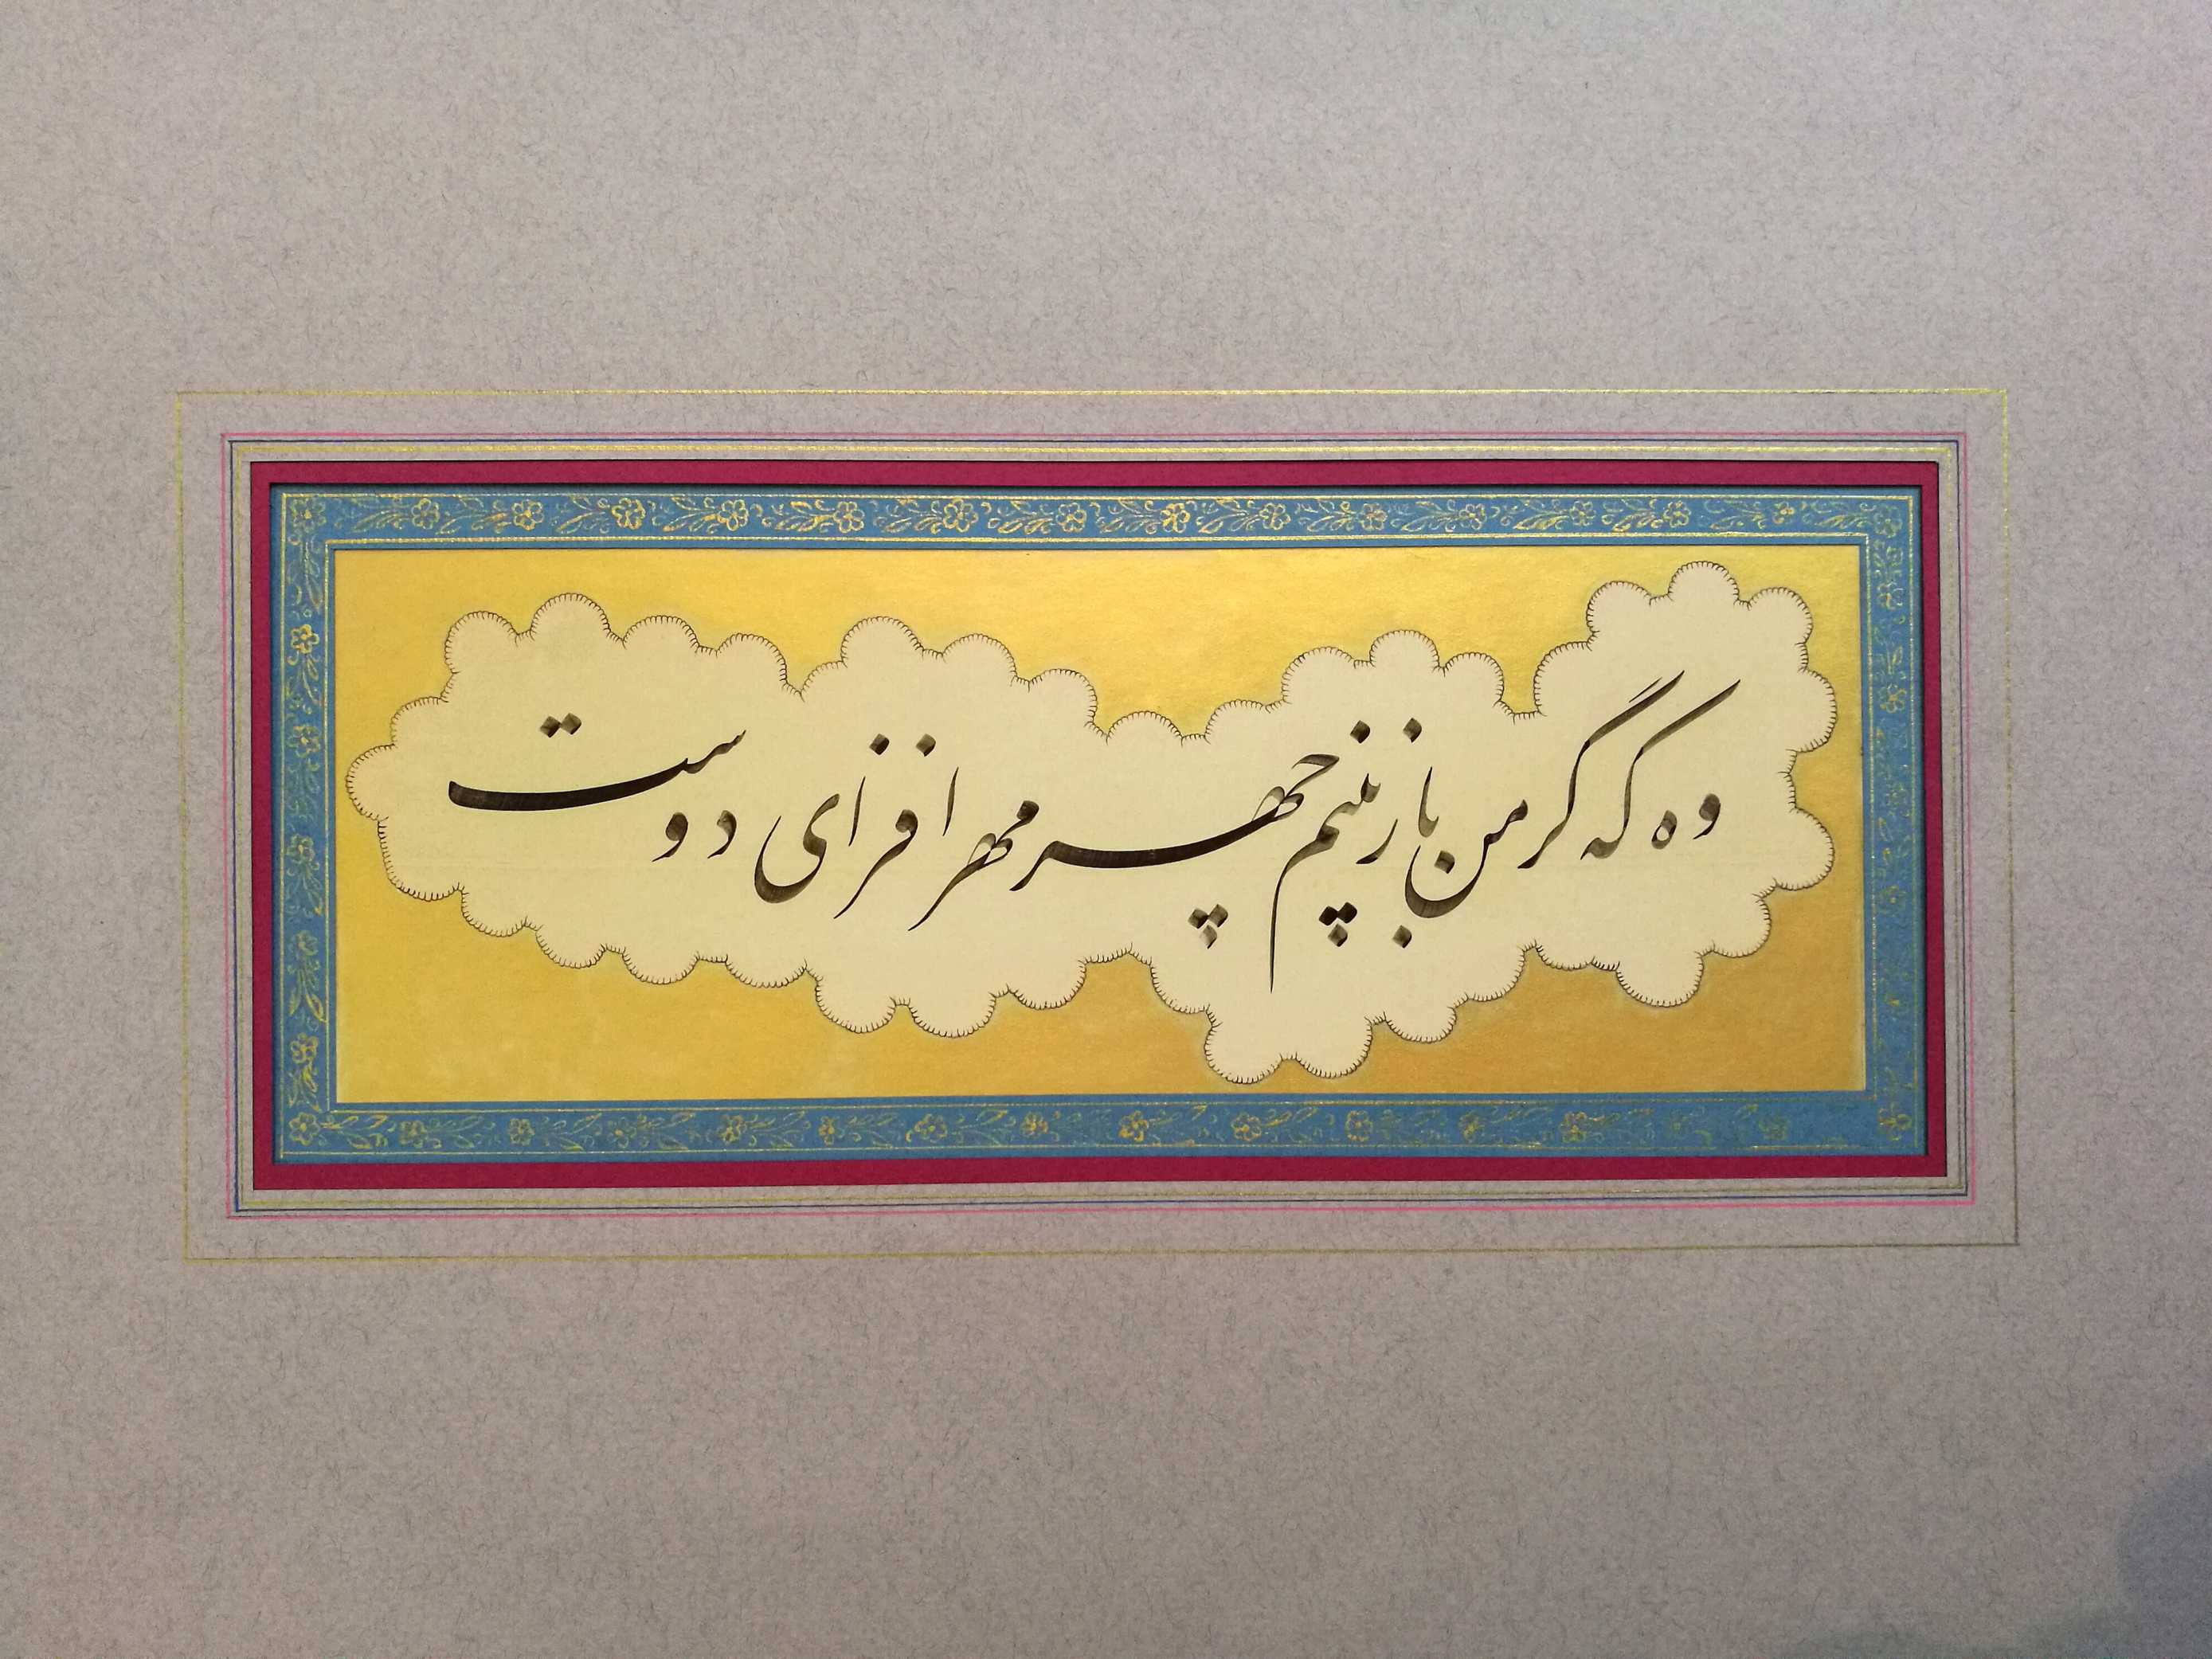 وه که گر من باز بینم چهر مهر افزای دوست